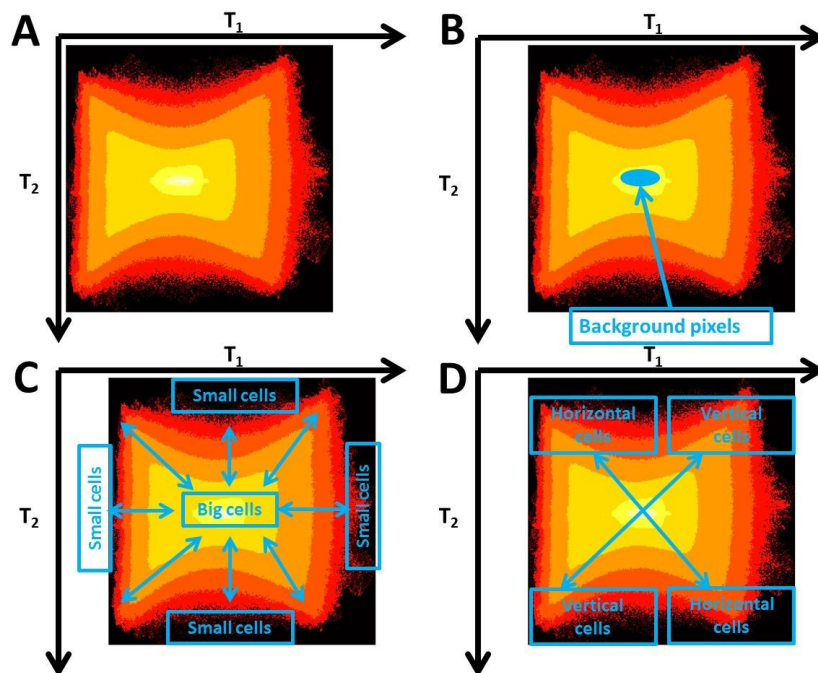 A
T1
T2
B
T1
T2
Background pixels
C
T1
T2
Small cells
Small cells
Big cells
Small cells
Small cells
D
T1
T2
Horizontal
cells
Vertical
cells
Vertical
cells
Horizontal
cells